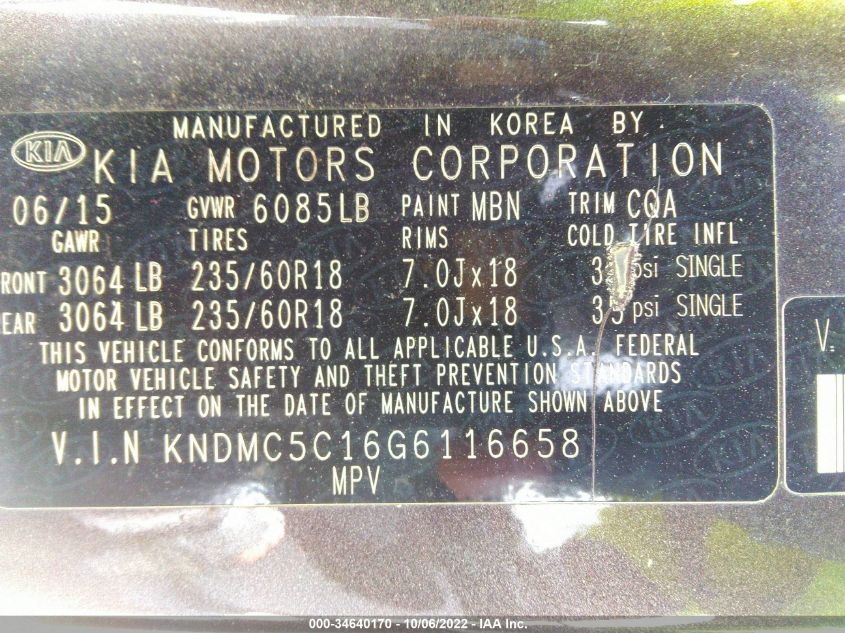 MANUFACTURED IN KOREA BY
KIA KIA MOTORS CORPORATION
06/15 GVWR 6085LB PAINT MBN TRIM CQA
GAWR TIRES RIMS COLD TIRE INFL
RONT 3064 LB 235/60R18 7.0Jx18 psi SINGLE
EAR 3064 LB 235/60R18 7.0Jx18 psi SINGLE
THIS VEHICLE CONFORMS TO ALL APPLICABLE U.S.A. FEDERAL
MOTOR VEHICLE SAFETY AND THEFT PREVENTION STANDARDS
IN EFFECT ON THE DATE OF MANUFACTURE SHOWN ABOVE
V.I.N KNDMC5C16G6116658
MPV
V.
000-34640170 - 10/06/2022 - IAA Inc.